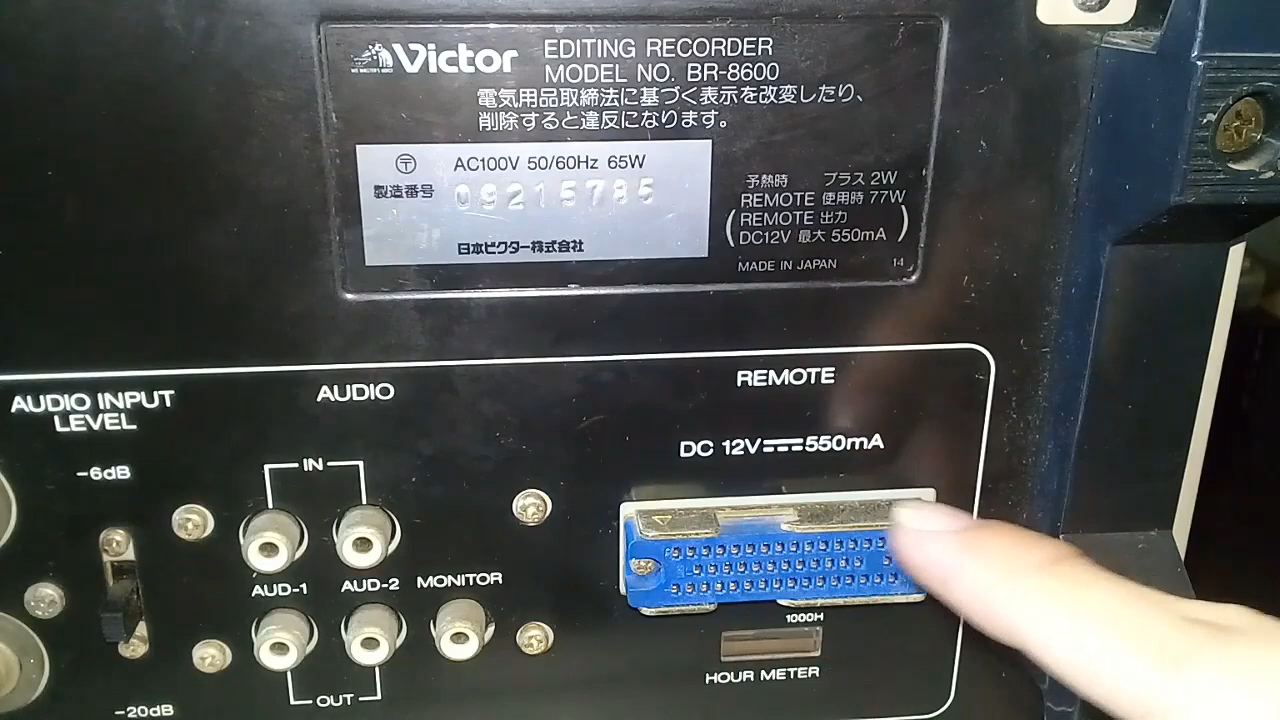 Victor
EDITING RECORDER
MODEL NO. BR-8600
電気用品取締法に基づく表示を改変したり、
削除すると違反になります。
〒 AC100V 50/60Hz 65W
製造番号 09215785
日本ビクター株式会社
予熱時 プラス 2W
REMOTE 使用時 77W
(REMOTE 出力
DC12V 最大 550mA)
MADE IN JAPAN 14
AUDIO INPUT
LEVEL
-6dB
-20dB
AUDIO
IN
AUD-1 AUD-2 MONITOR
OUT
REMOTE
DC 12V⎓550mA
1000H
HOUR METER